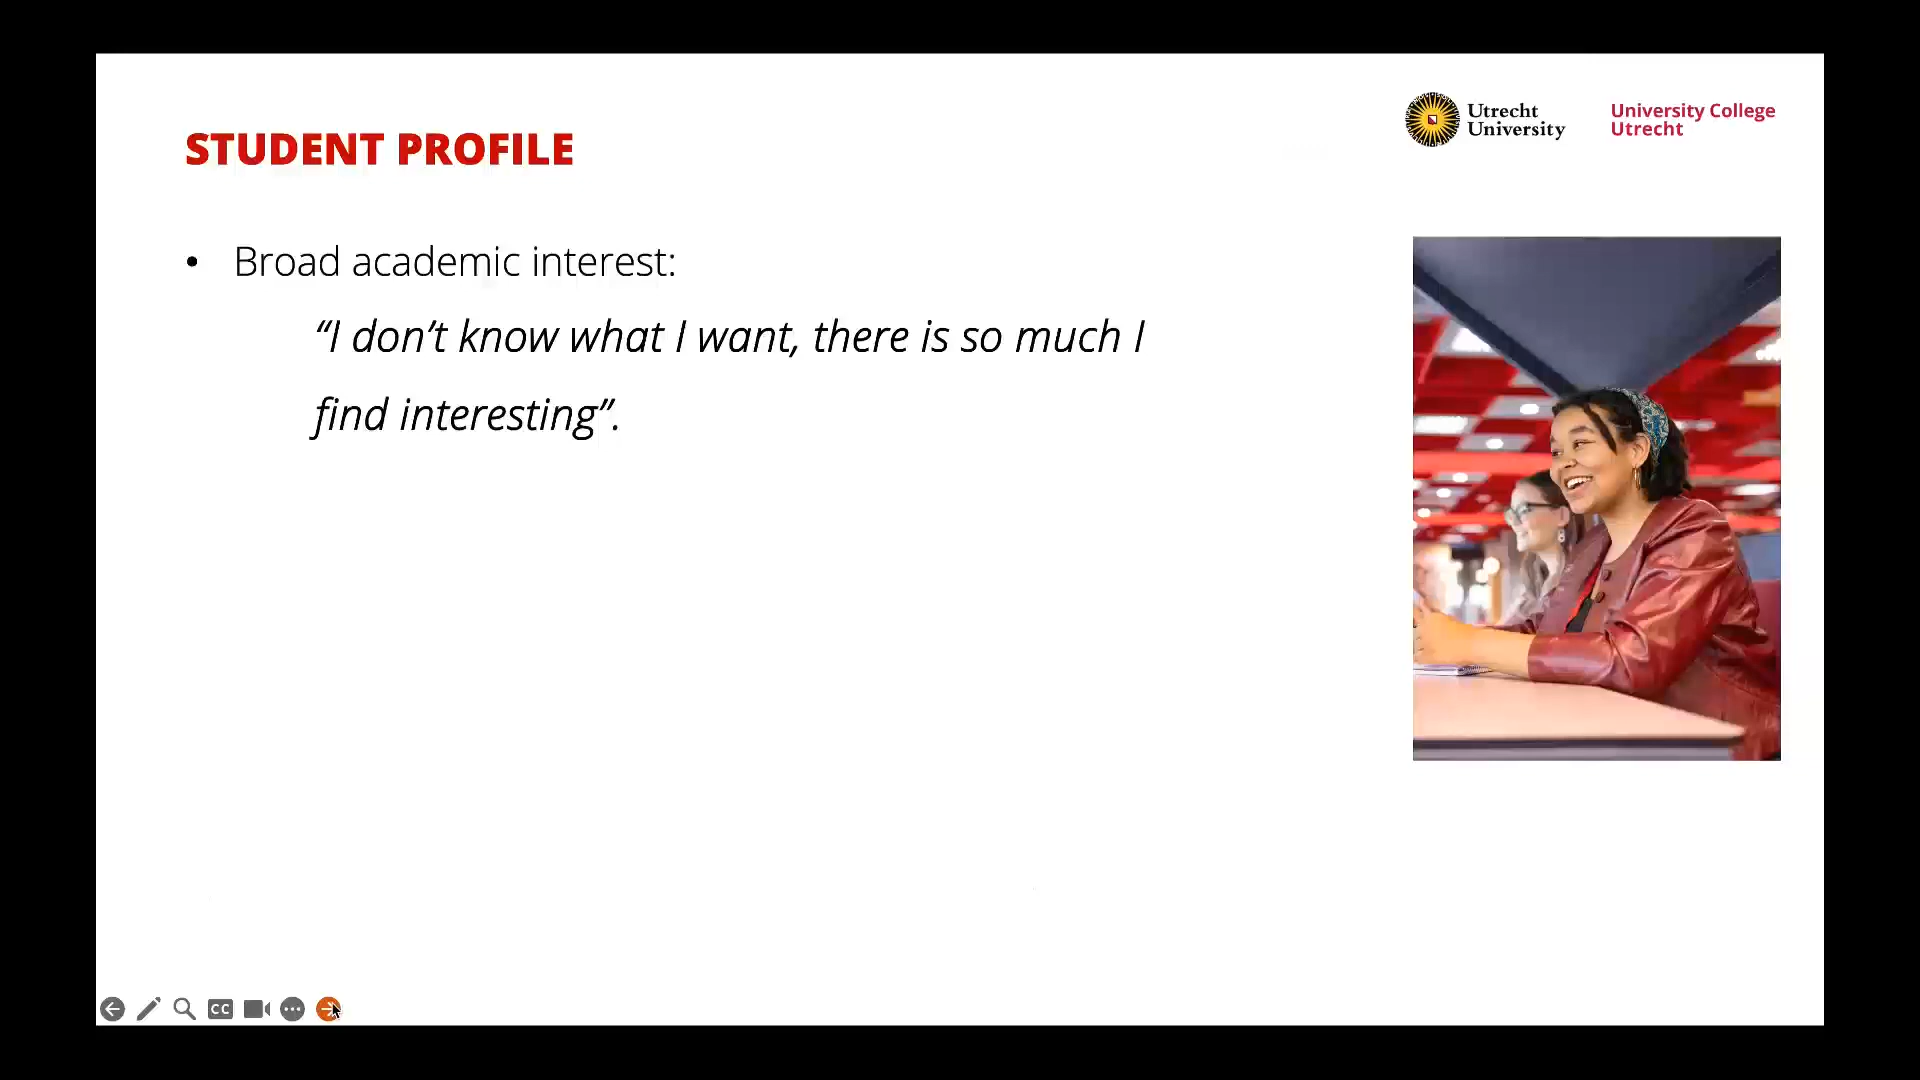 STUDENT PROFILE
Utrecht
University
University College
Utrecht
• Broad academic interest:
“I don’t know what I want, there is so much I
find interesting”.
CC